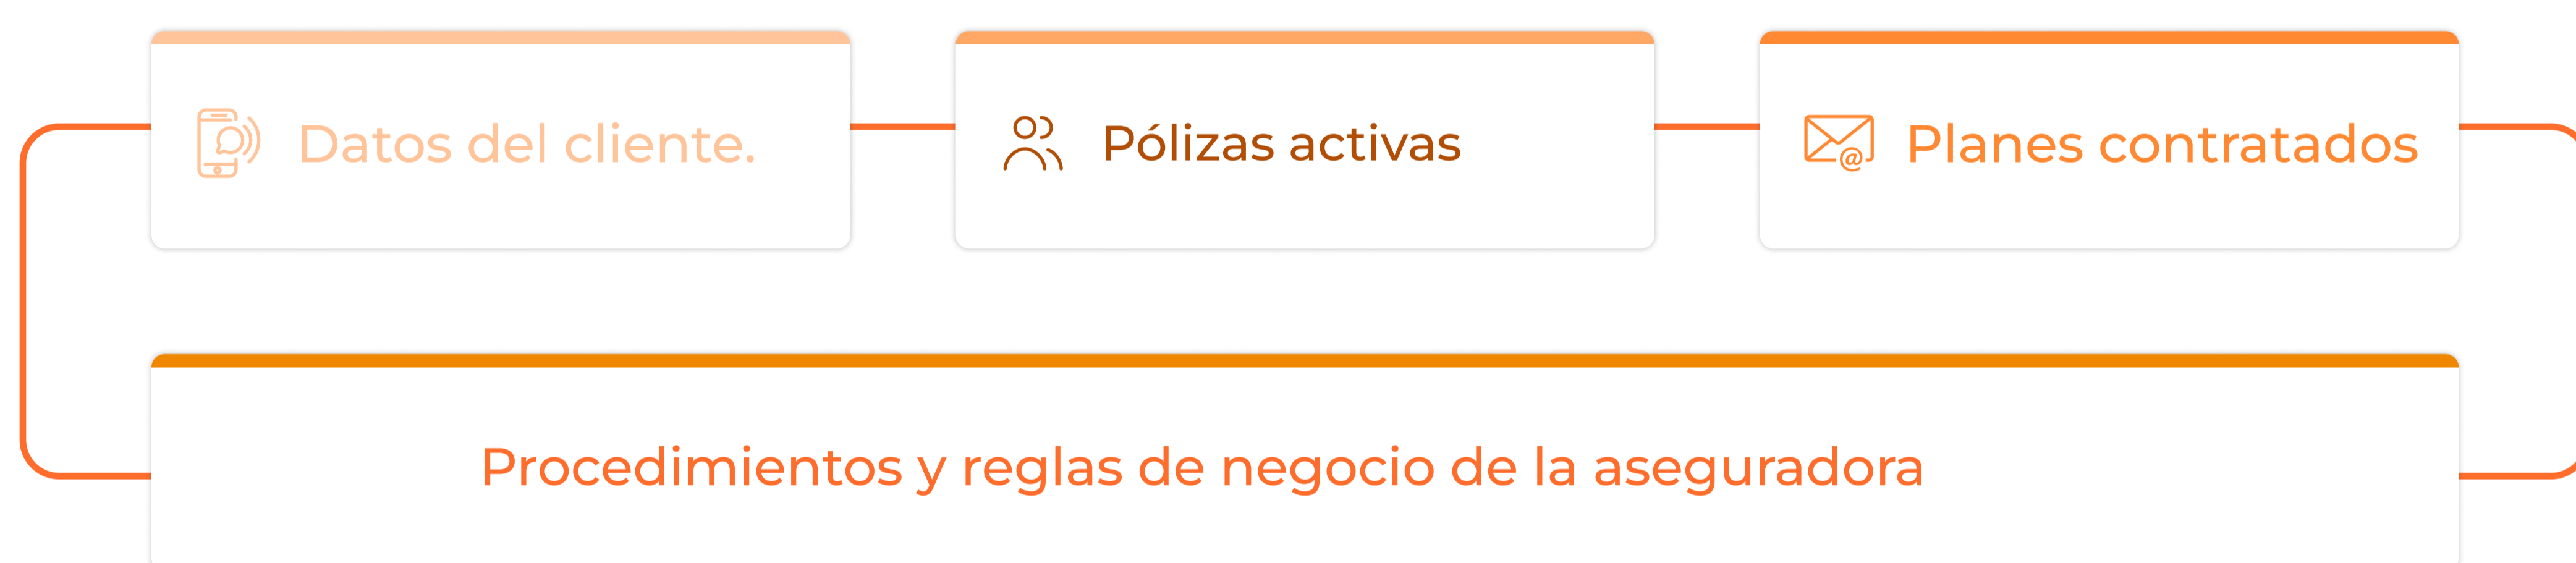 Datos del cliente.
Pólizas activas
Planes contratados
Procedimientos y reglas de negocio de la aseguradora